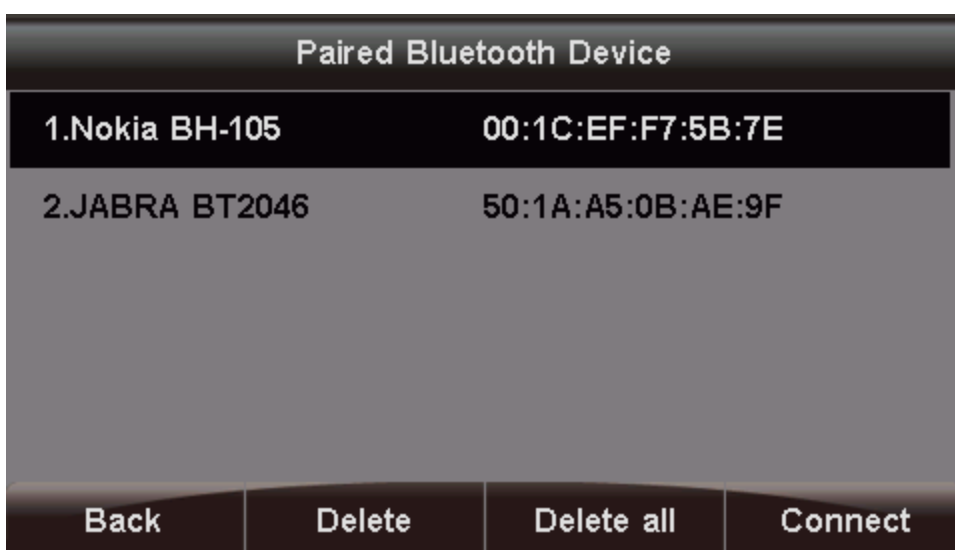 Paired Bluetooth Device
1.Nokia BH-105 00:1C:EF:F7:5B:7E
2.JABRA BT2046 50:1A:A5:0B:AE:9F
Back Delete Delete all Connect